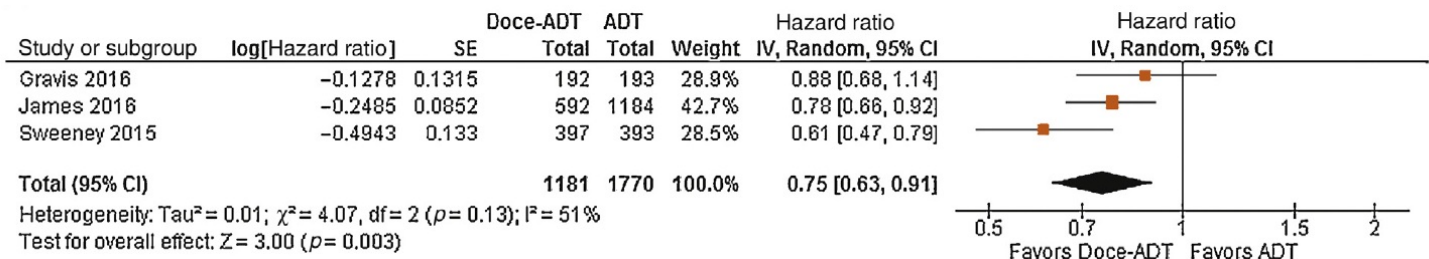 Doce-ADT ADT Hazard ratio Hazard ratio
Study or subgroup log[Hazard ratio] SE Total Total Weight IV, Random, 95% CI IV, Random, 95% CI
Gravis 2016 −0.1278 0.1315 192 193 28.9% 0.88 [0.68, 1.14]
James 2016 −0.2485 0.0852 592 1184 42.7% 0.78 [0.66, 0.92]
Sweeney 2015 −0.4943 0.133 397 393 28.5% 0.61 [0.47, 0.79]
Total (95% CI) 1181 1770 100.0% 0.75 [0.63, 0.91]
Heterogeneity: Tau² = 0.01; χ² = 4.07, df = 2 (p = 0.13); I² = 51%
Test for overall effect: Z = 3.00 (p = 0.003)
0.5 0.7 1 1.5 2
Favors Doce-ADT Favors ADT